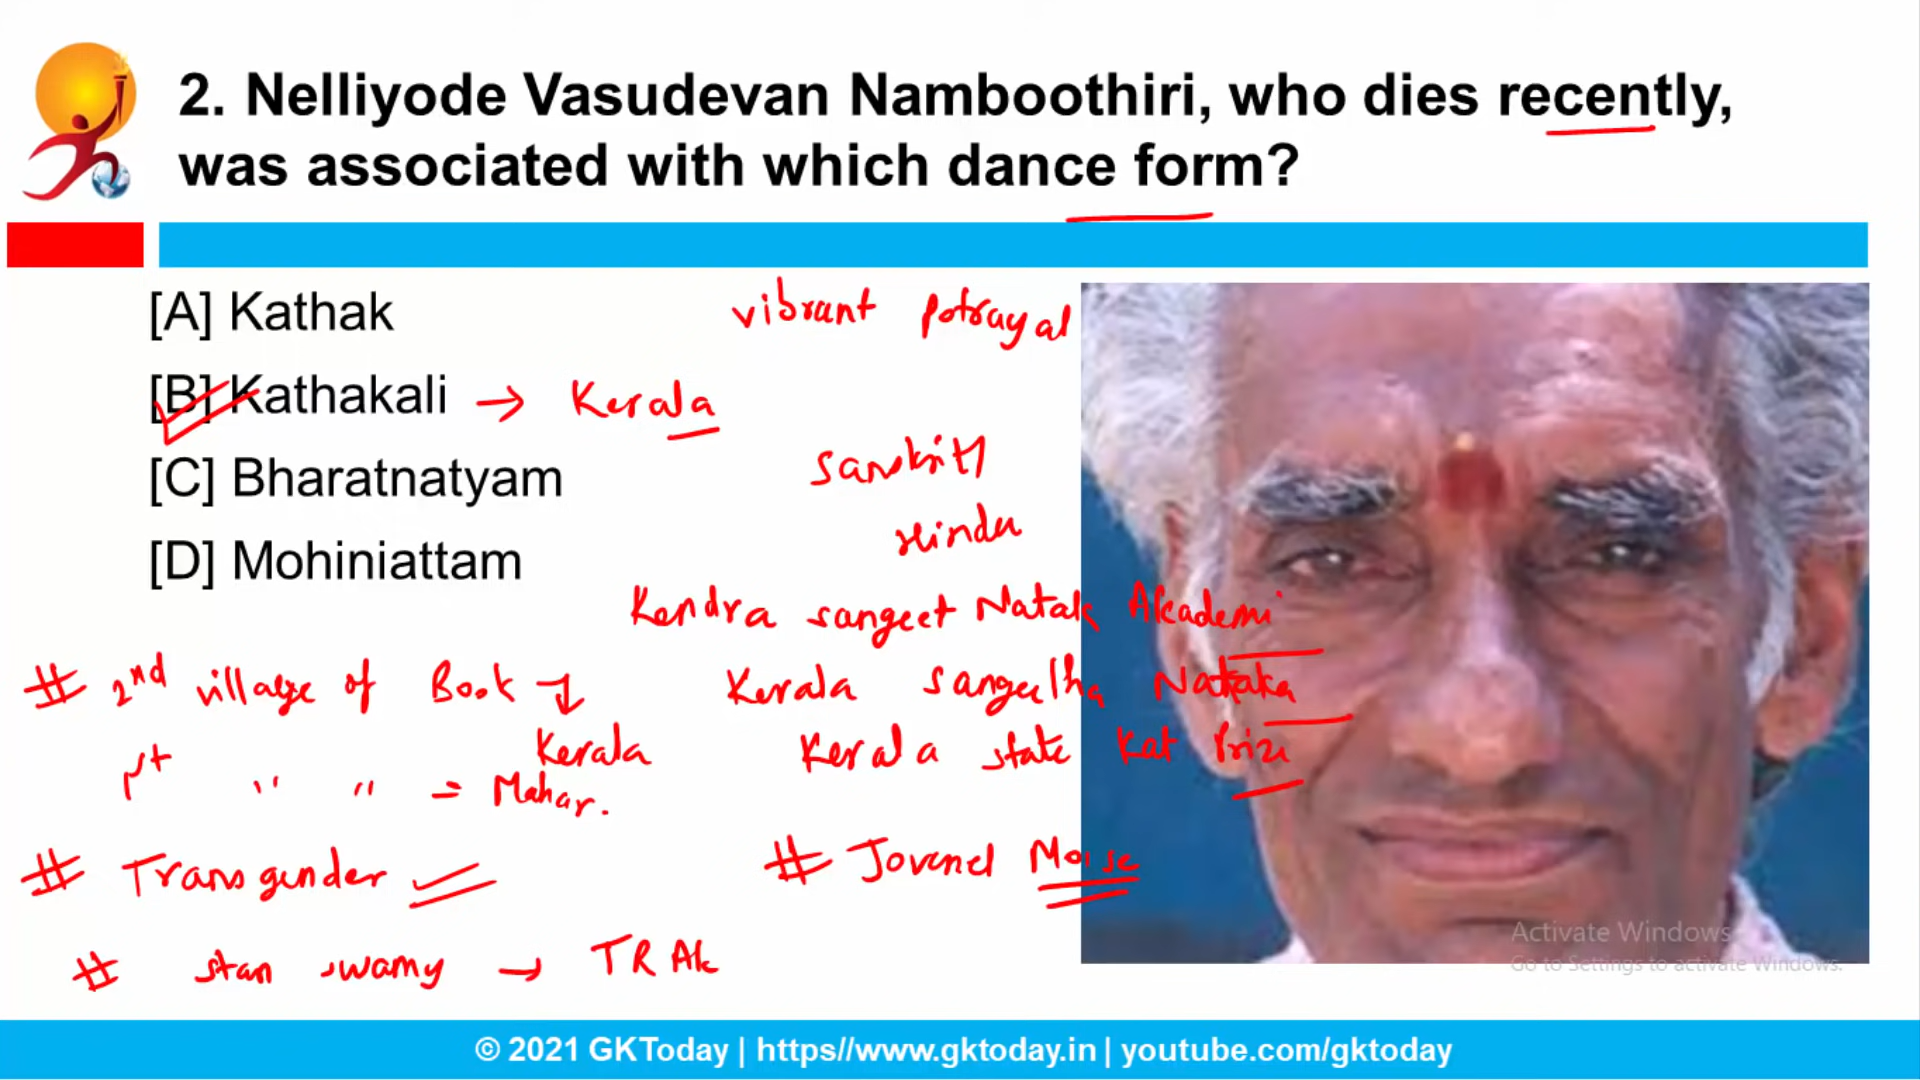 2. Nelliyode Vasudevan Namboothiri, who dies recently,
was associated with which dance form?
[A] Kathak
vibrant potrayal
[B] Kathakali → Kerala
[C] Bharatnatyam
[D] Mohiniattam
Hindu
Kendra sangeet Natak Akademi
# 2nd village of Book
Kerala sangeetha Nataka
Kerala
Kerala state Kat Prize
1st " " = Mahar.
# Transgender
# Jovenel Moise
# stan swamy →
Activate Windows
Go to Settings to activate Windows.
© 2021 GKToday | https//www.gktoday.in | youtube.com/gktoday